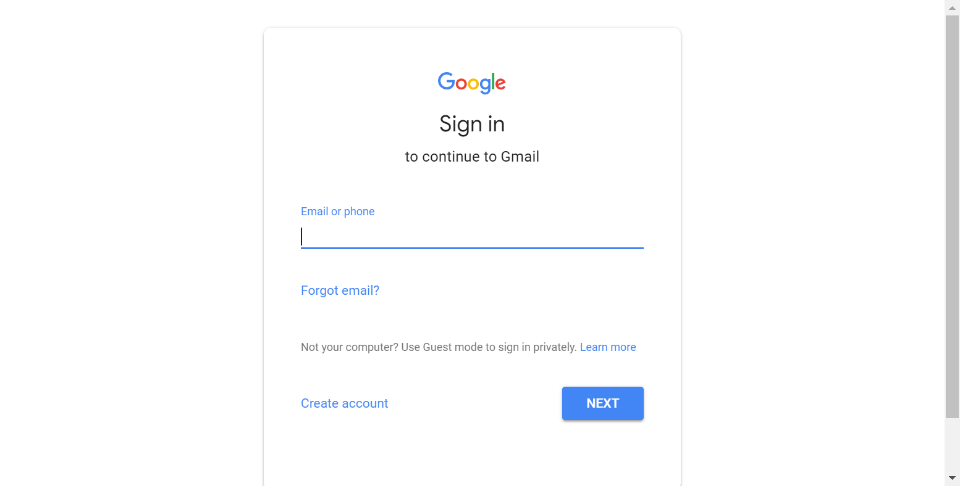 Google
Sign in
to continue to Gmail
Email or phone
Forgot email?
Not your computer? Use Guest mode to sign in privately. Learn more
Create account
NEXT